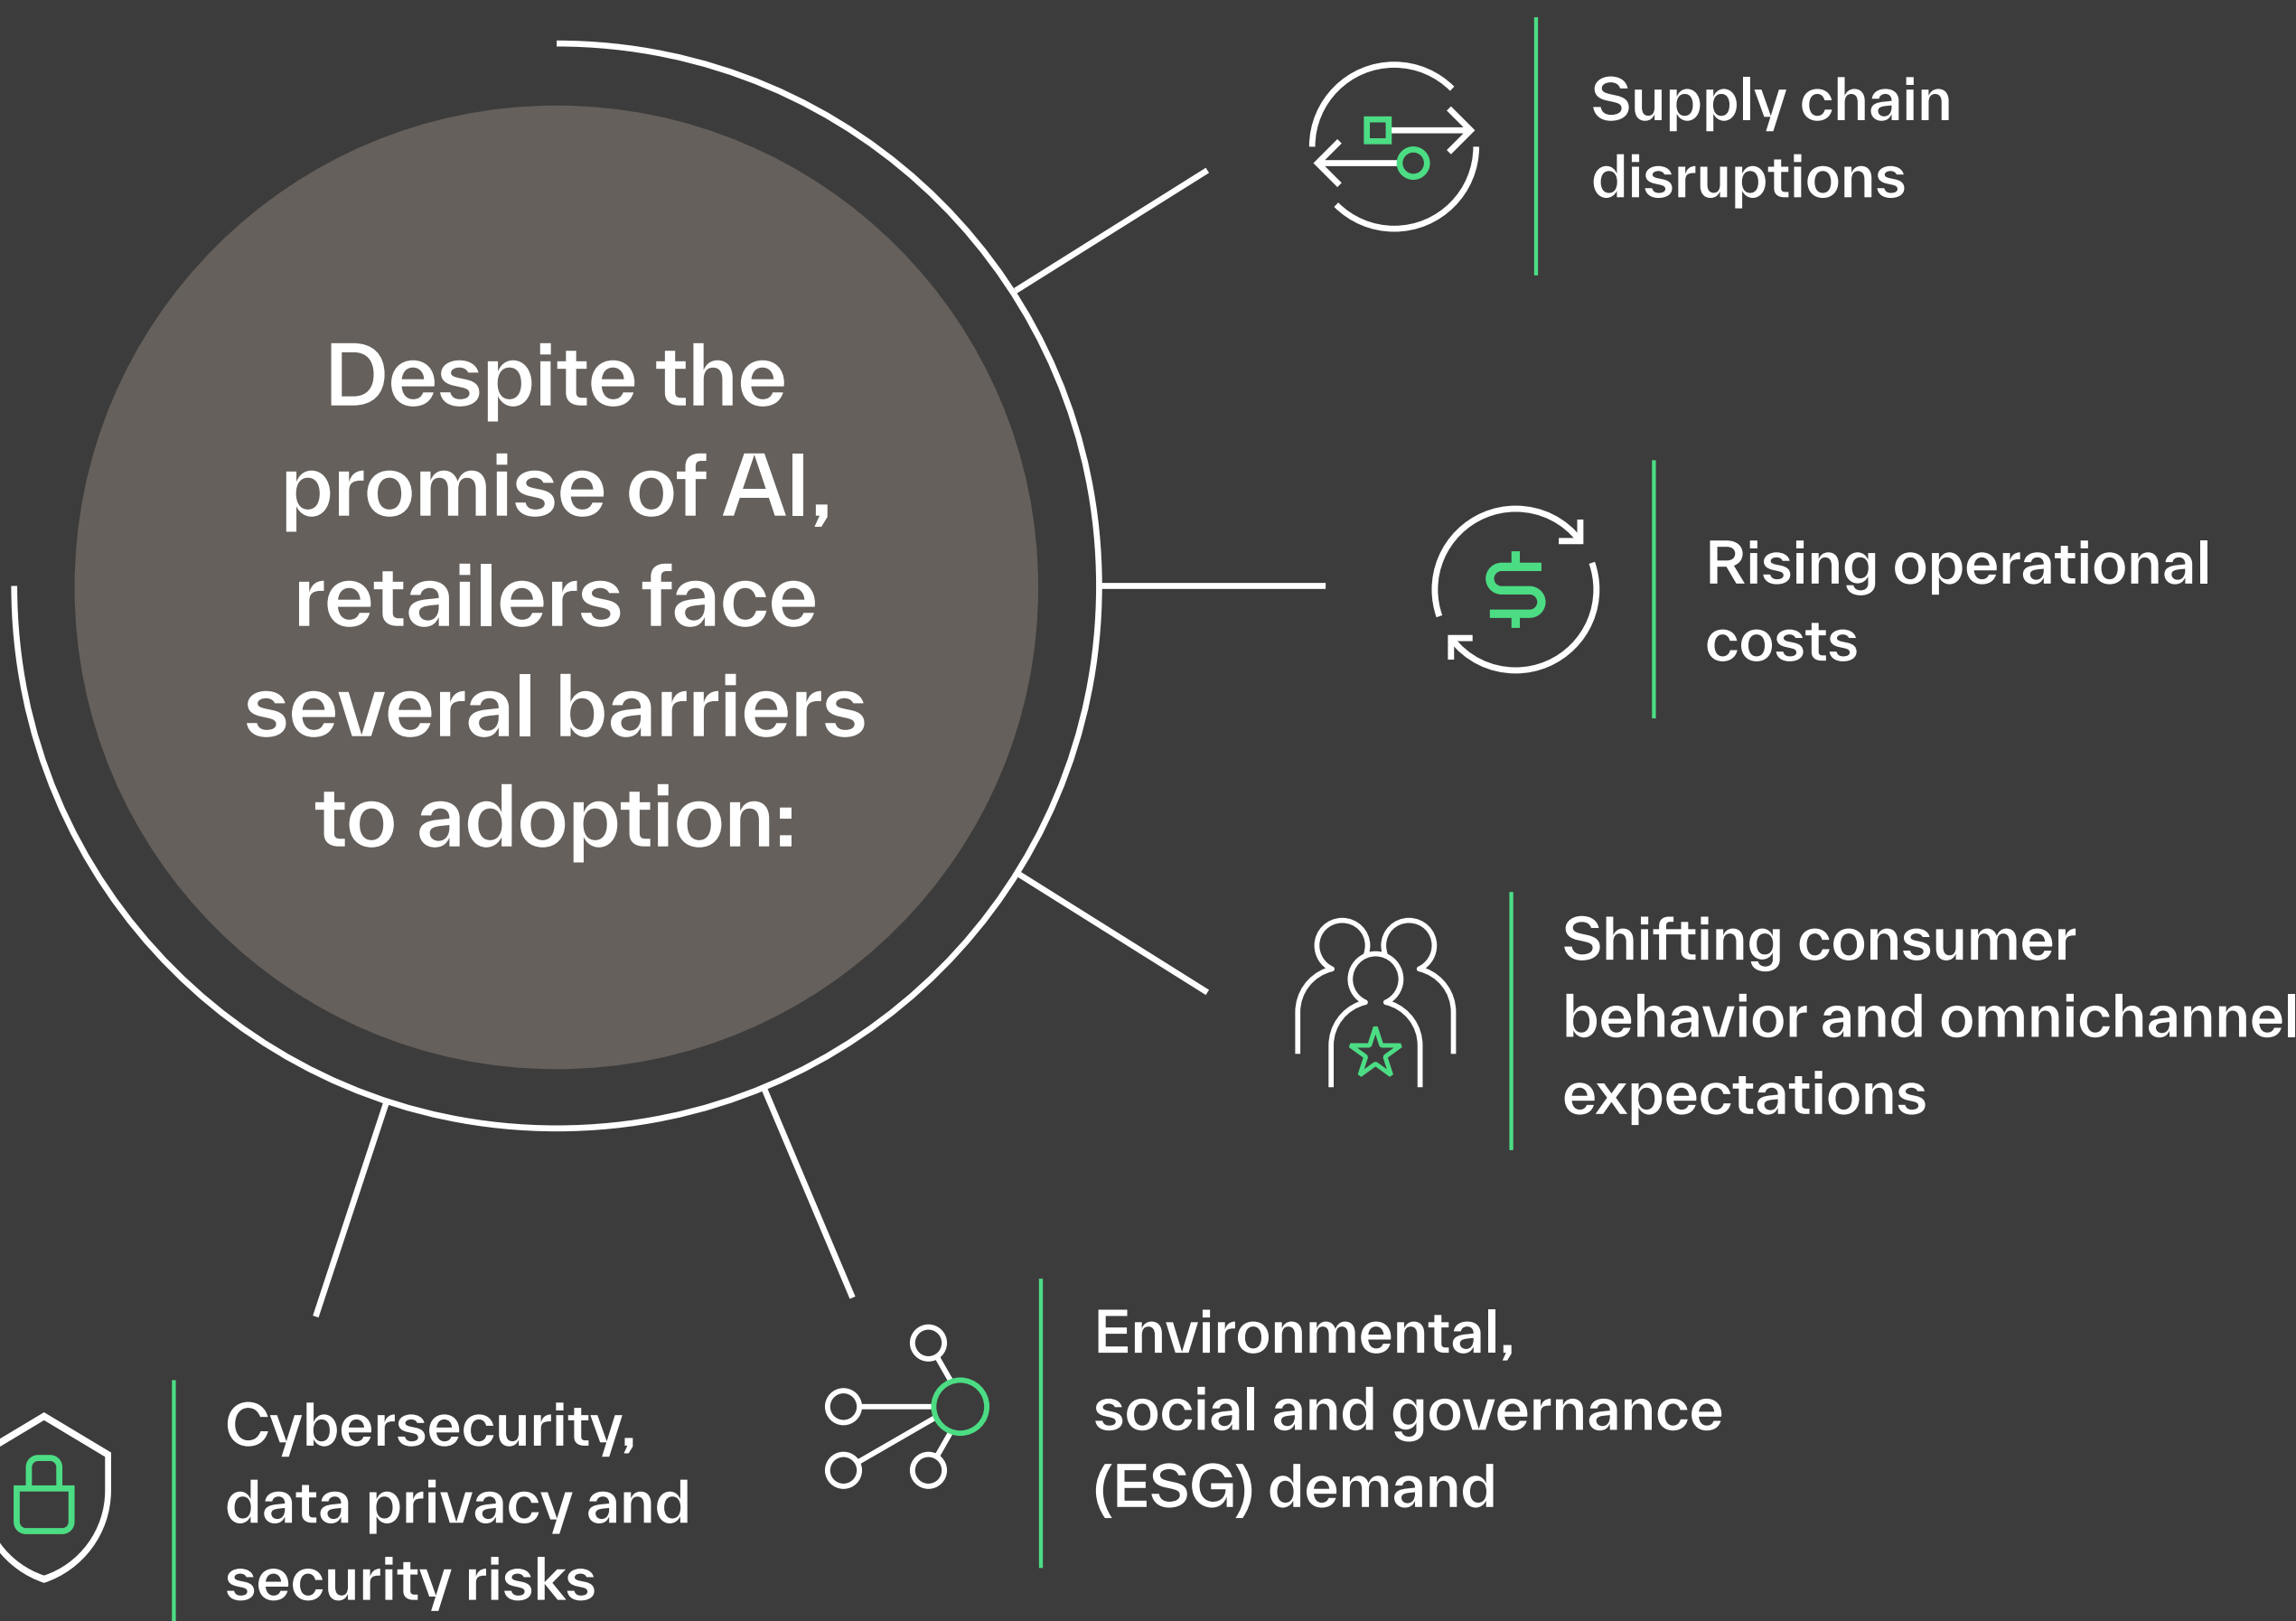 Despite the
promise of AI,
retailers face
several barriers
to adoption:
Supply chain
disruptions
Rising operational
costs
Shifting consumer
behavior and omnichannel
expectations
Environmental,
social and governance
(ESG) demand
Cybersecurity,
data privacy and
security risks